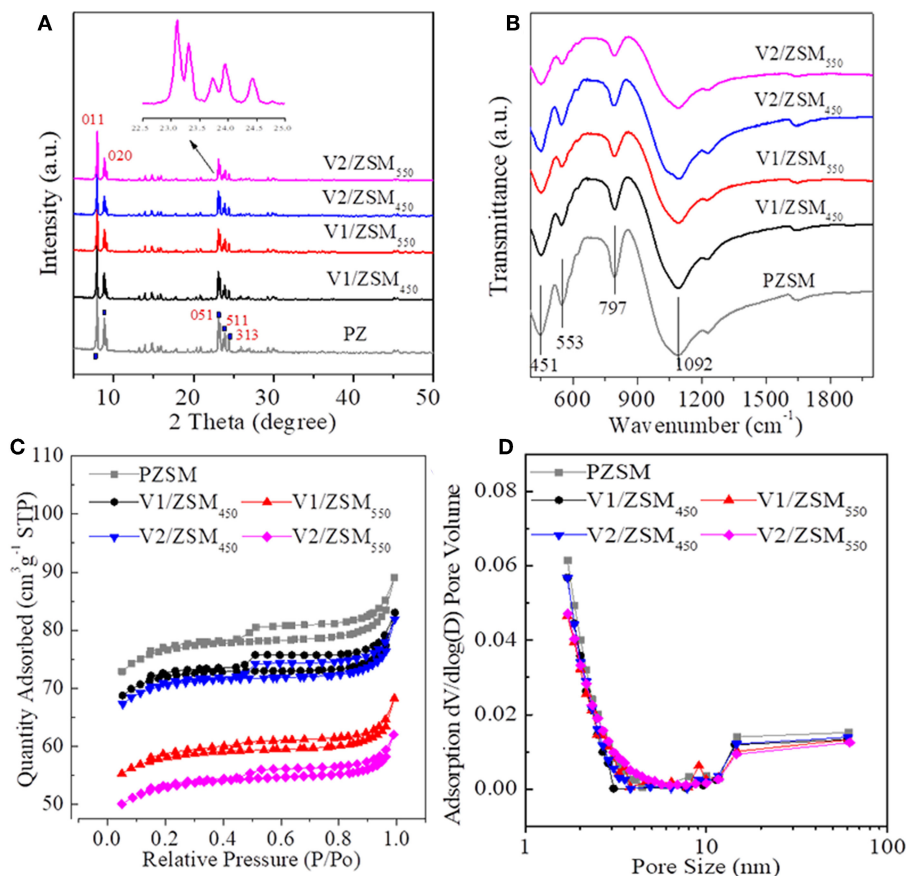 A
011
020
22.5 23.0 23.5 24.0 24.5 25.0
V2/ZSM550
V2/ZSM450
V1/ZSM550
V1/ZSM450
051
511
313
PZ
Intensity (a.u.)
10 20 30 40 50
2 Theta (degree)
B
V2/ZSM550
V2/ZSM450
V1/ZSM550
V1/ZSM450
PZSM
451
553
797
1092
Transmittance (a.u.)
600 900 1200 1500 1800
Wavenumber (cm-1)
C
110
100
90
80
70
60
50
PZSM
V1/ZSM450
V1/ZSM550
V2/ZSM450
V2/ZSM550
Quantity Adsorbed (cm3 g-1 STP)
0.0 0.2 0.4 0.6 0.8 1.0
Relative Pressure (P/Po)
D
0.08
0.06
0.04
0.02
0.00
PZSM
V1/ZSM450
V1/ZSM550
V2/ZSM450
V2/ZSM550
Adsorption dV/dlog(D) Pore Volume
1 10 100
Pore Size (nm)